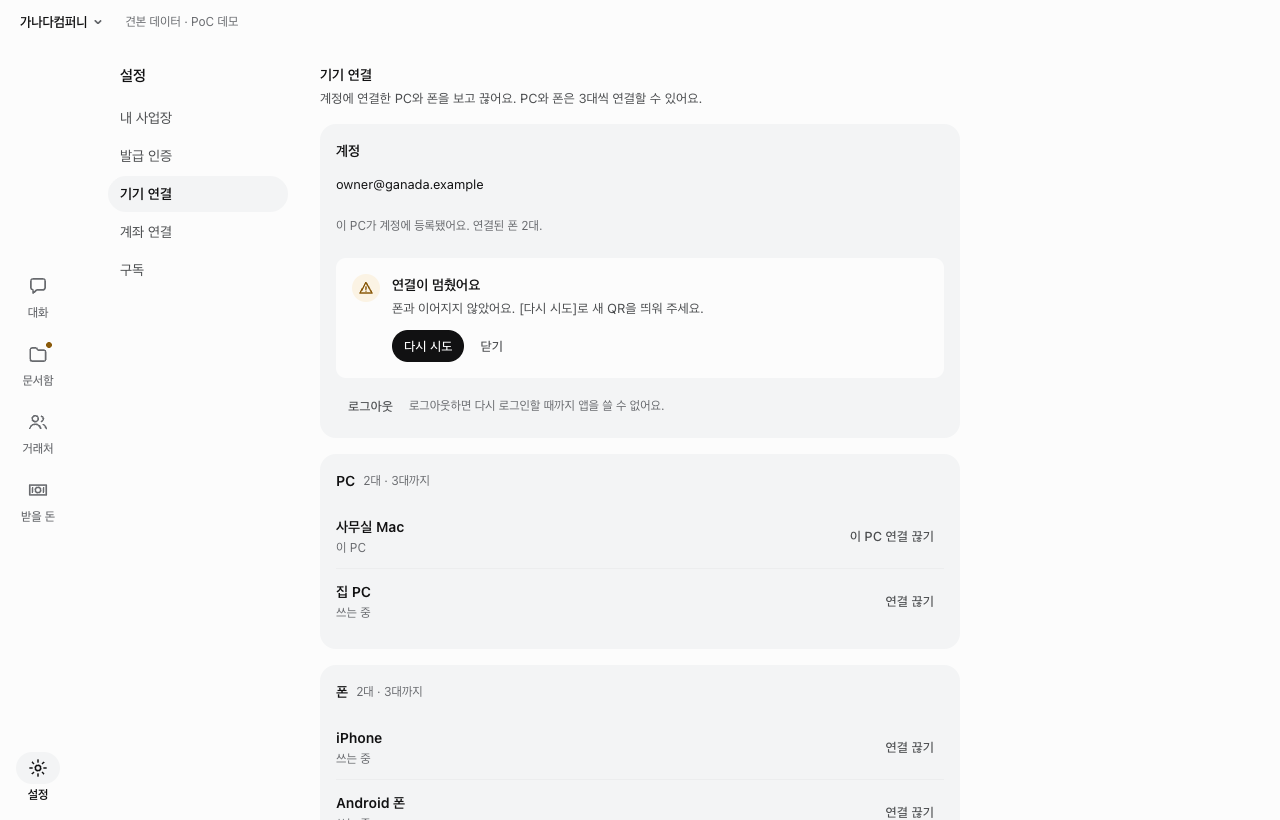 가나다컴퍼니
견본 데이터 · PoC 데모
설정
내 사업장
발급 인증
기기 연결
계좌 연결
구독
대화
문서함
거래처
받을 돈
설정
기기 연결
계정에 연결한 PC와 폰을 보고 끊어요. PC와 폰은 3대씩 연결할 수 있어요.
계정
owner@ganada.example
이 PC가 계정에 등록됐어요. 연결된 폰 2대.
연결이 멈췄어요
폰과 이어지지 않았어요. [다시 시도]로 새 QR을 띄워 주세요.
다시 시도 닫기
로그아웃 로그아웃하면 다시 로그인할 때까지 앱을 쓸 수 없어요.
PC 2대 · 3대까지
사무실 Mac
이 PC
이 PC 연결 끊기
집 PC
쓰는 중
연결 끊기
폰 2대 · 3대까지
iPhone
쓰는 중
연결 끊기
Android 폰
연결 끊기